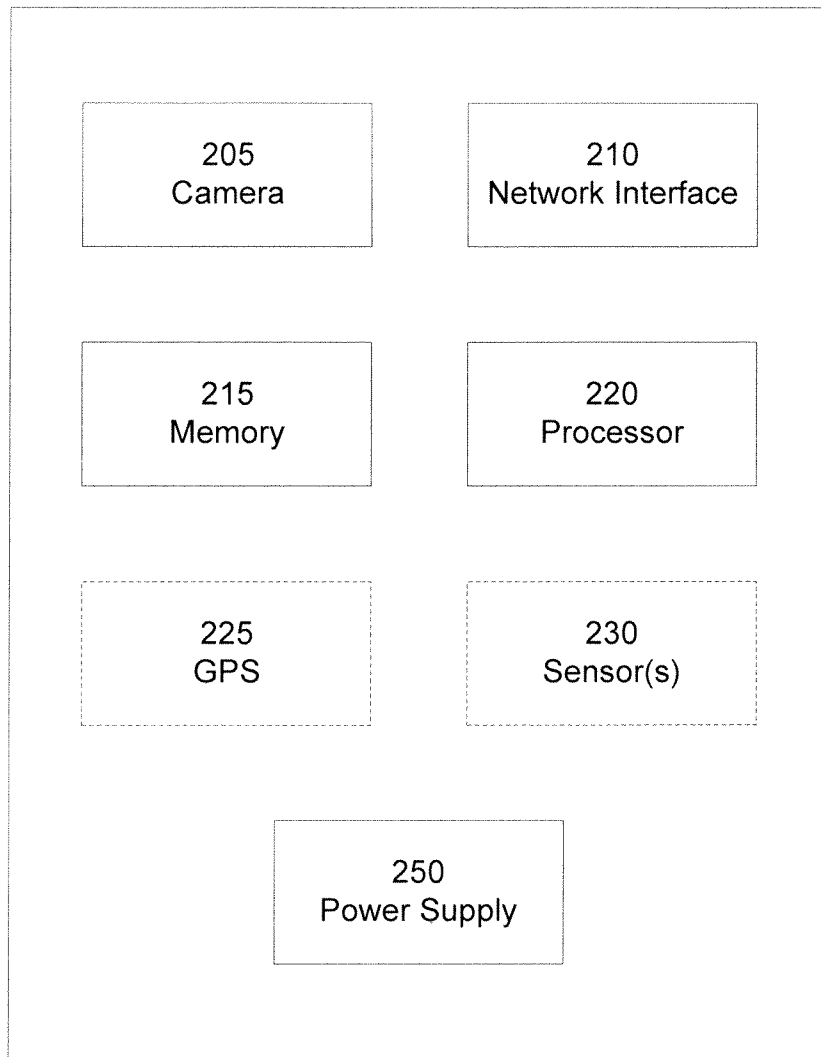 205
Camera
210
Network Interface
215
Memory
220
Processor
225
GPS
230
Sensor(s)
250
Power Supply